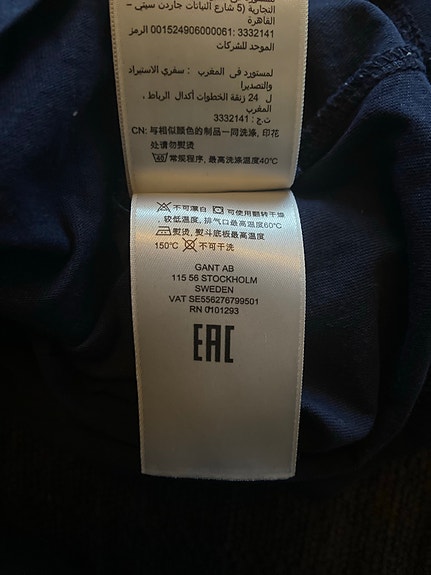 التجارية (5 شارع النباتات جاردن سيتي –
القاهرة
3332141 :001524906000061 الرمز
الموحد للشركات
لمستورد في المغرب : سفري الاستيراد
والتصديرا
ل 24 زنقة الخطوات أكدال الرباط ,
المغرب
ت.ج : 3332141
CN: 与相似颜色的制品一同洗涤, 印花
处请勿熨烫
40 常规程序, 最高洗涤温度40℃
不可漂白 可使用翻转干燥
, 较低温度, 排气口最高温度60℃
熨烫, 熨斗底板最高温度
150℃ 不可干洗
GANT AB
115 56 STOCKHOLM
SWEDEN
VAT SE556276799501
RN 0101293
EAC